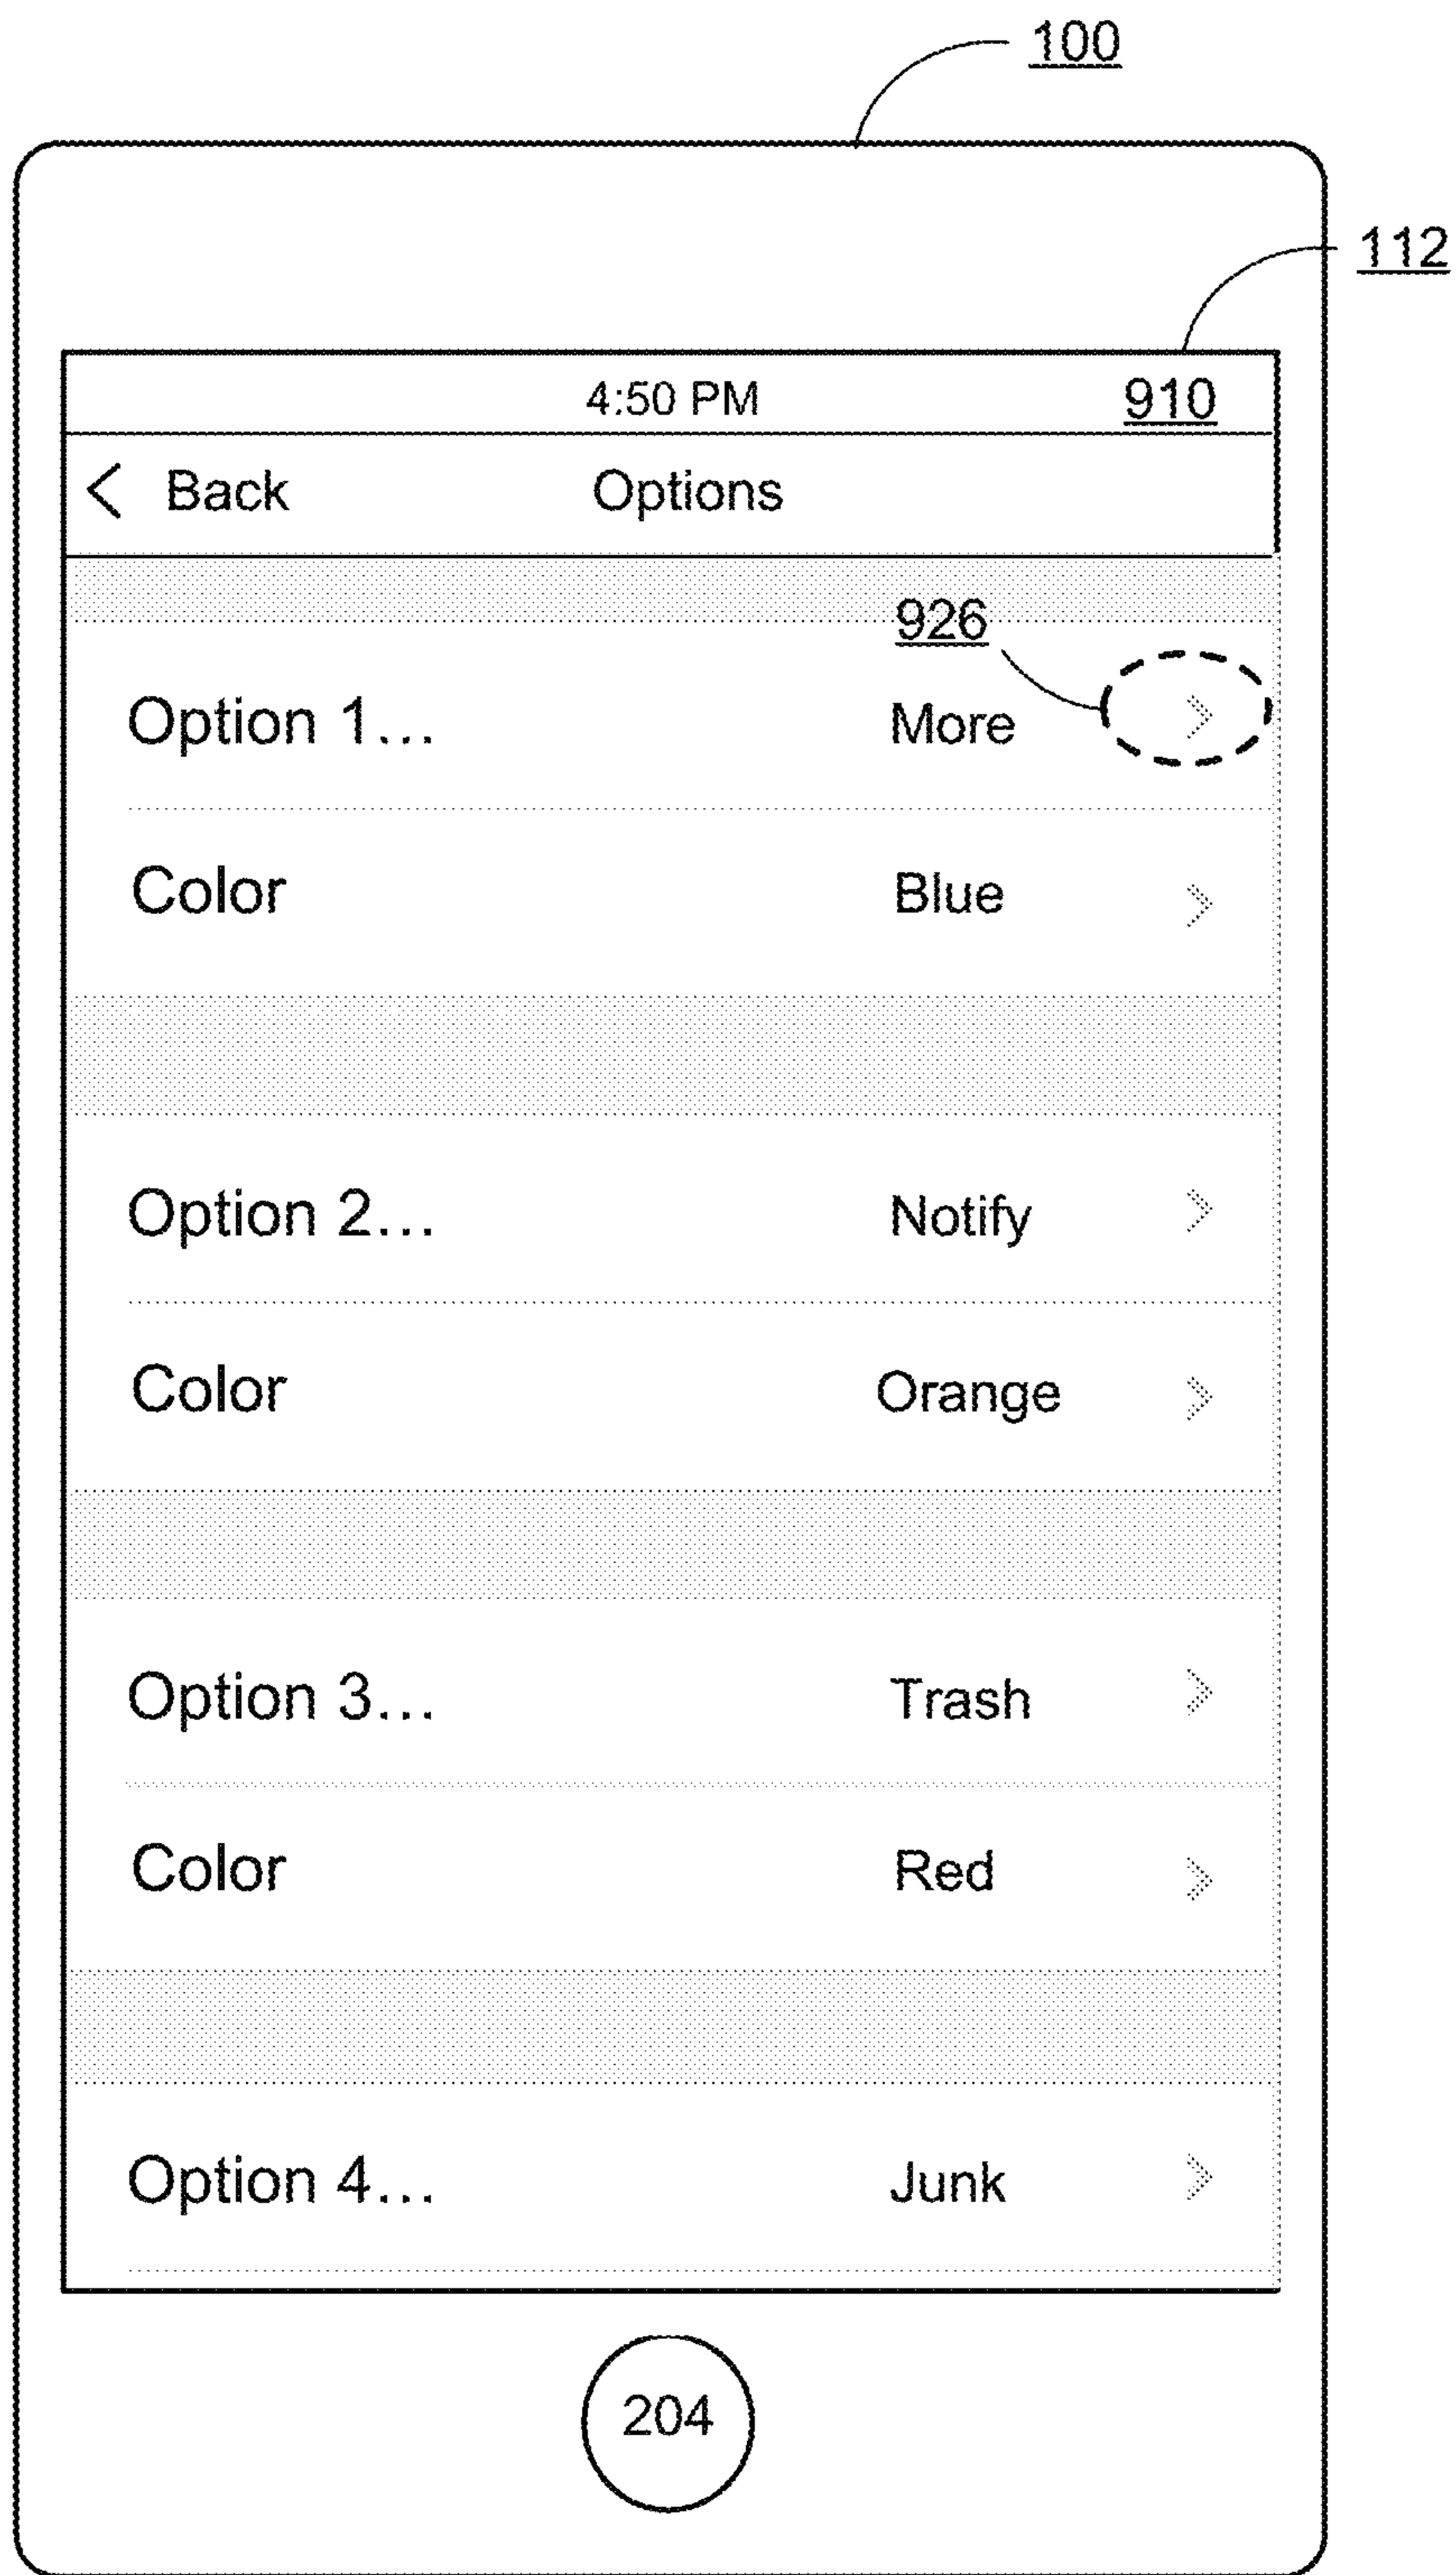 100
112
4:50 PM 910
< Back Options
926
Option 1... More >
Color Blue >
Option 2... Notify >
Color Orange >
Option 3... Trash >
Color Red >
Option 4... Junk >
204